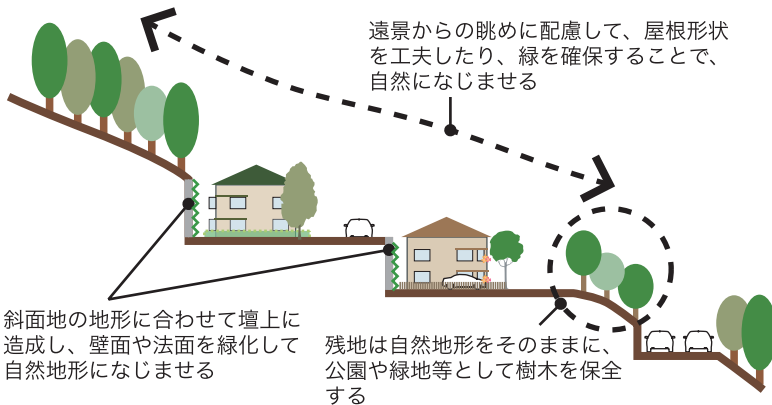 遠景からの眺めに配慮して、屋根形状
を工夫したり、緑を確保することで、
自然になじませる
斜面地の地形に合わせて壇上に
造成し、壁面や法面を緑化して
自然地形になじませる
残地は自然地形をそのままに、
公園や緑地等として樹木を保全
する